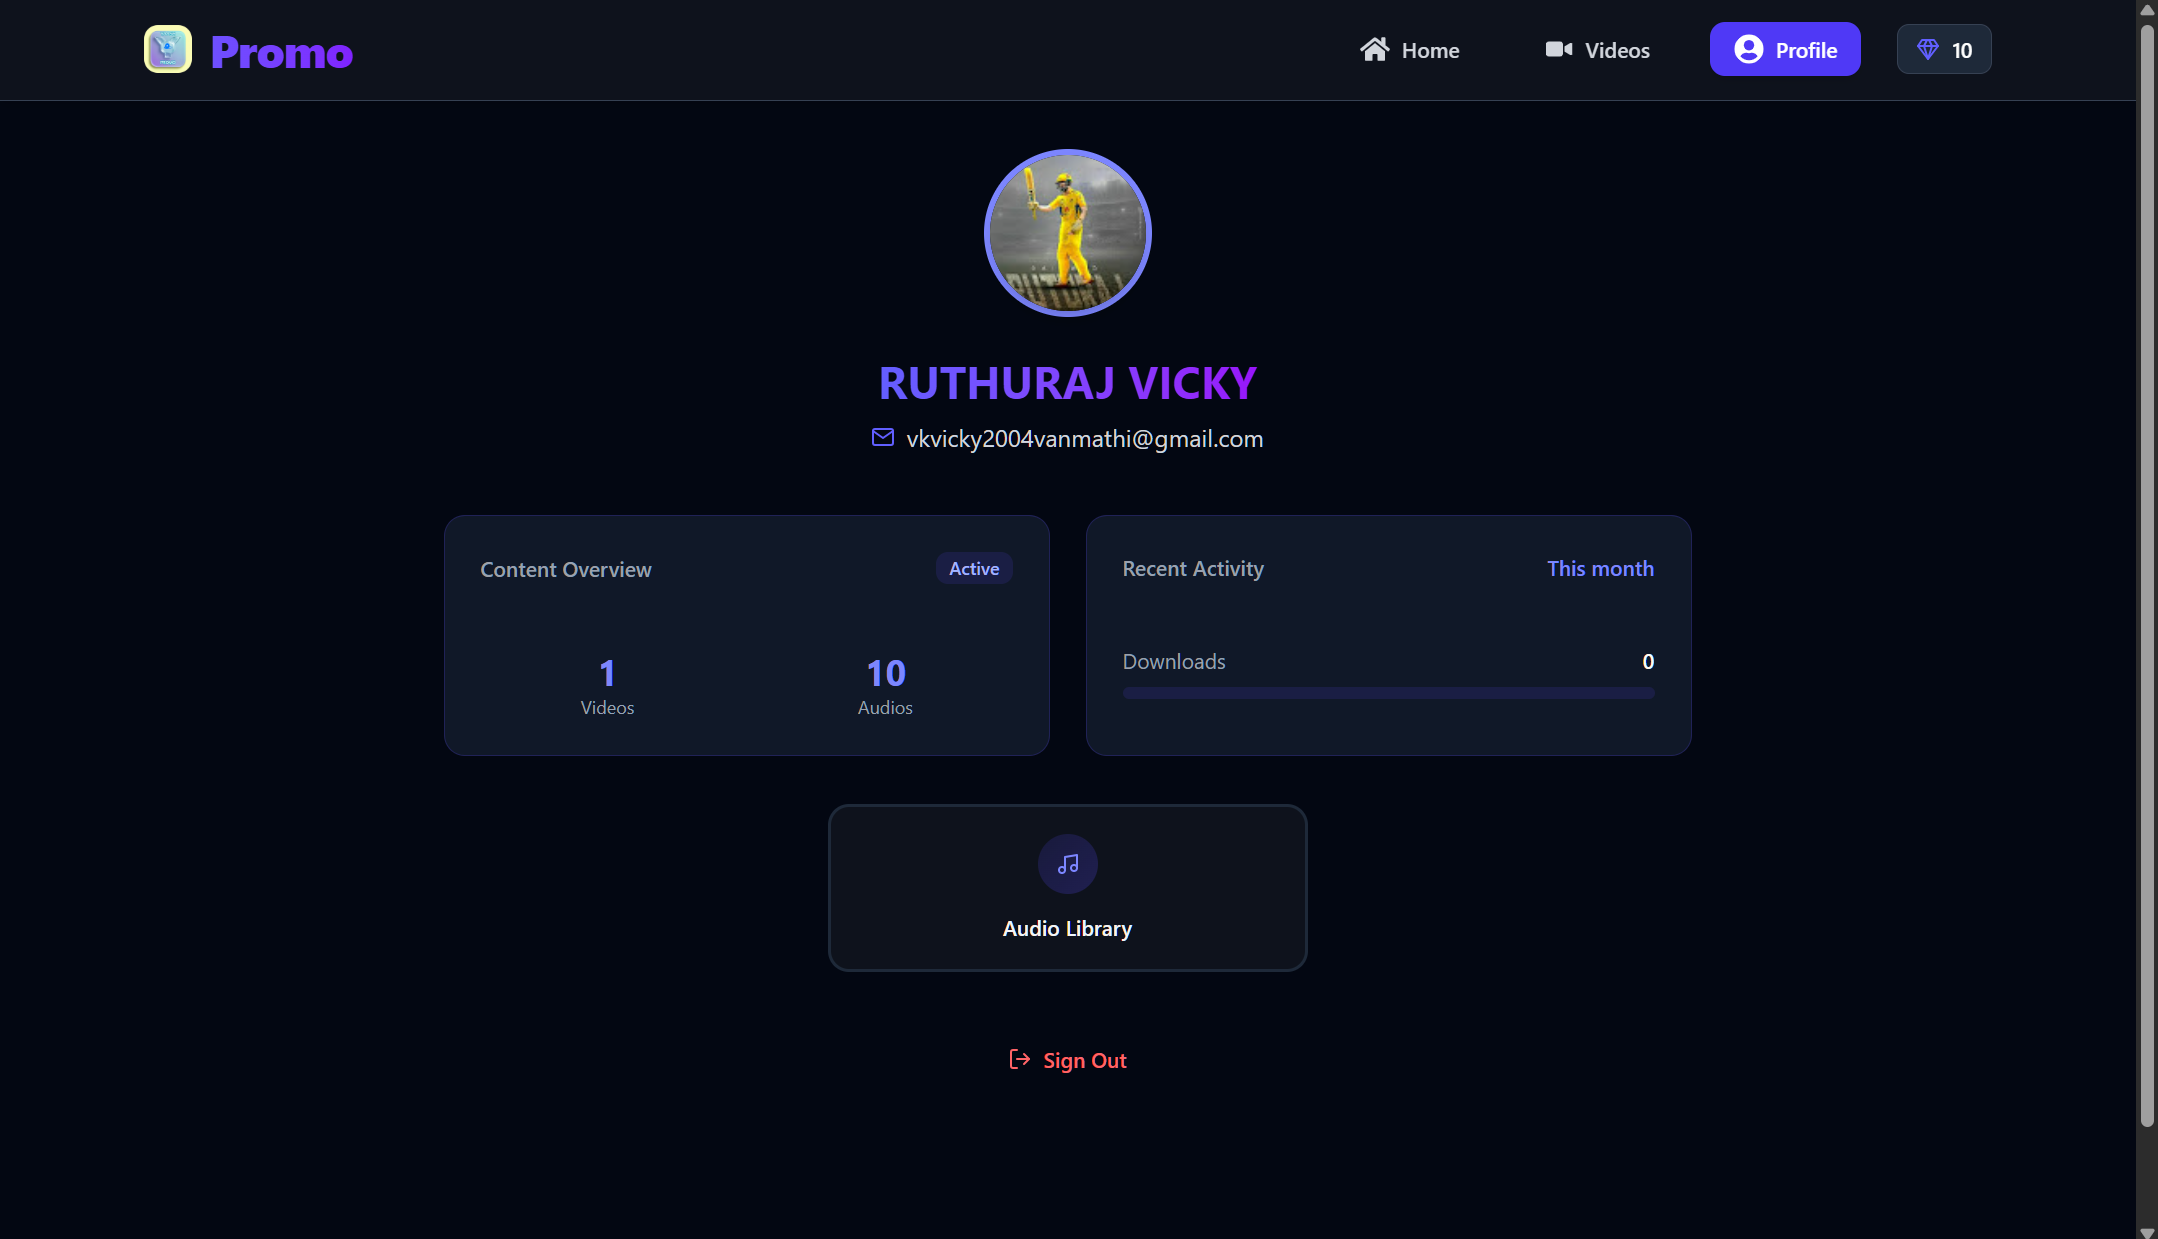 Promo
Home
Videos
Profile
10
RUTURAJ
RUTHURAJ VICKY
vkvicky2004vanmathi@gmail.com
Content Overview
Active
1
Videos
10
Audios
Recent Activity
This month
Downloads
0
Audio Library
Sign Out